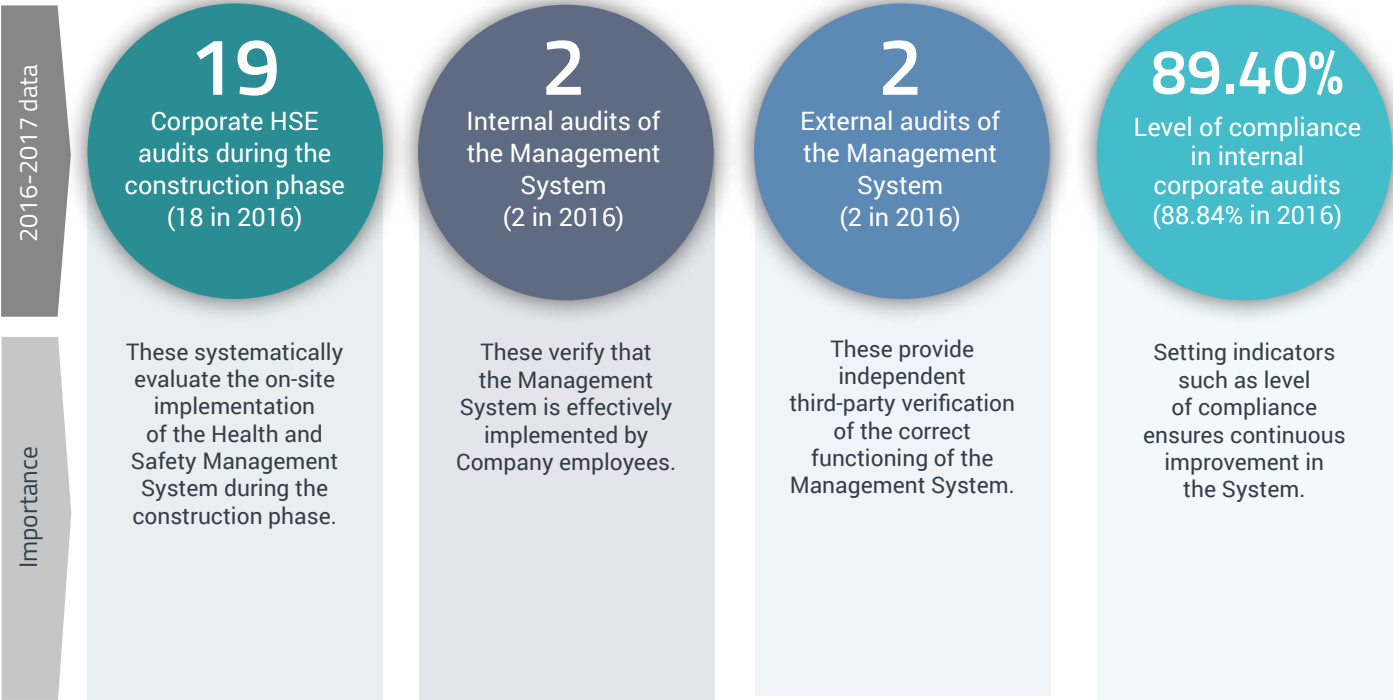 2016-2017 data
19
Corporate HSE
audits during the
construction phase
(18 in 2016)
2
Internal audits of
the Management
System
(2 in 2016)
2
External audits of
the Management
System
(2 in 2016)
89.40%
Level of compliance
in internal
corporate audits
(88.84% in 2016)
Importance
These systematically
evaluate the on-site
implementation
of the Health and
Safety Management
System during the
construction phase.
These verify that
the Management
System is effectively
implemented by
Company employees.
These provide
independent
third-party verification
of the correct
functioning of the
Management System.
Setting indicators
such as level
of compliance
ensures continuous
improvement in
the System.